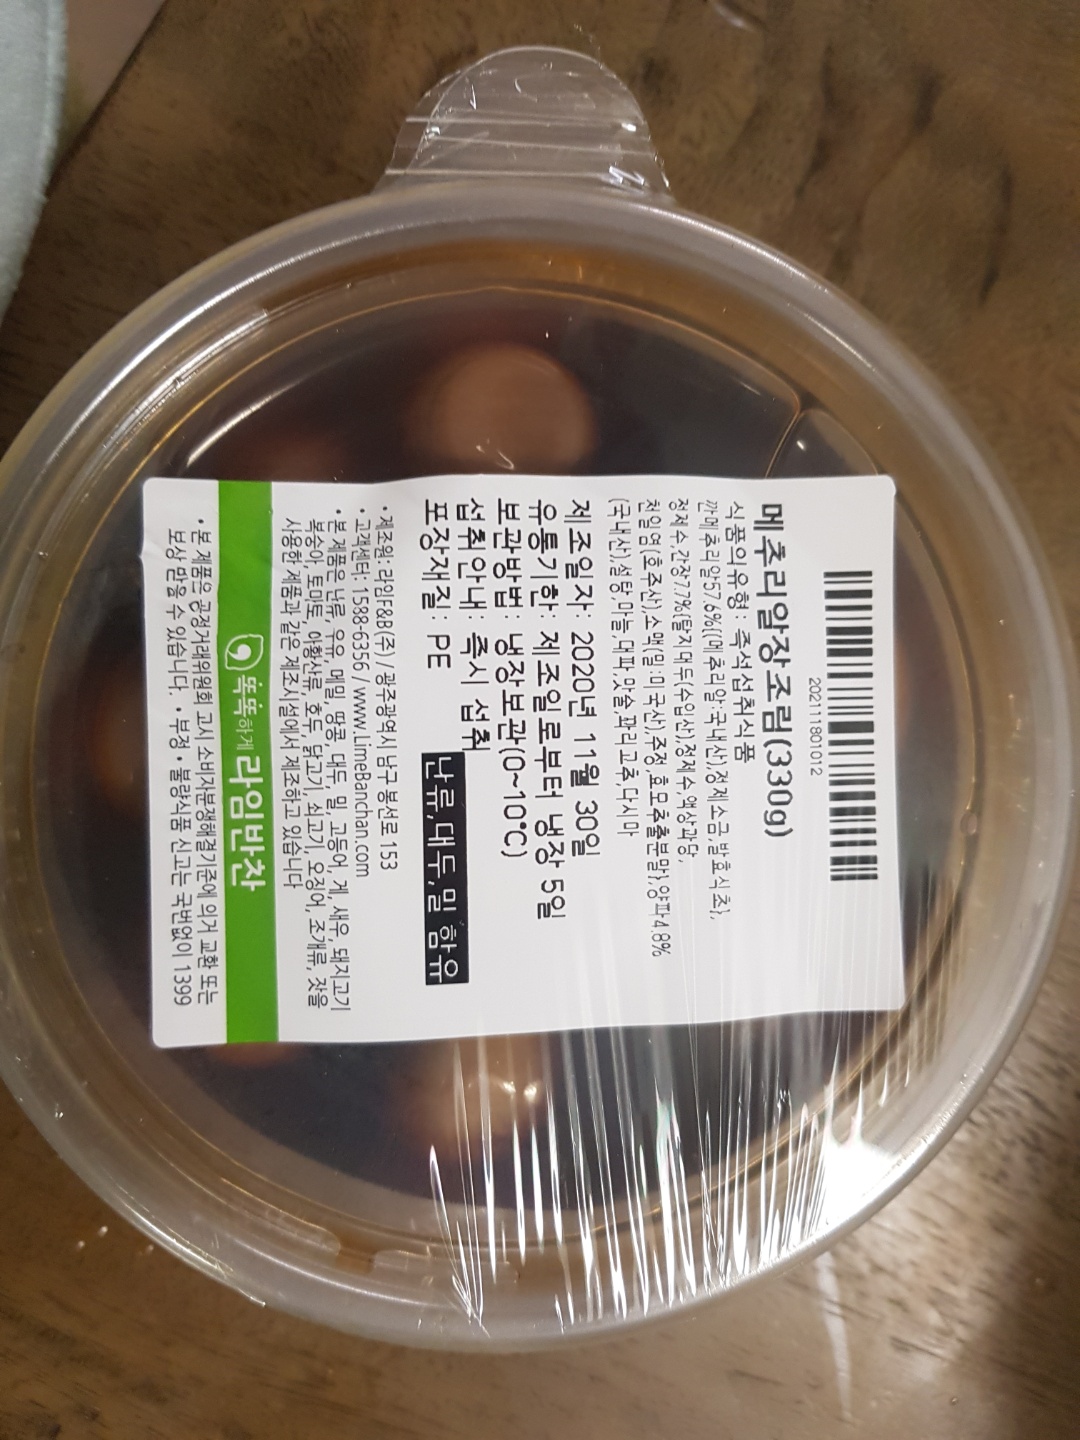 202111801012
메추리알장조림(330g)
식품의유형: 즉석섭취식품
깐메추리알57.6%{(메추리알:국내산),정제소금,발효식초},
정제수,간장7.7%{탈지대두(수입산),정제수,액상과당,
천일염(호주산),소맥(밀:미국산),주정,효모추출분말},양파4.8%
(국내산),설탕,마늘,대파,맛술,꽈리고추,다시마
제조일자: 2020년 11월 30일
유통기한: 제조일로부터 냉장 5일
보관방법: 냉장보관(0~10℃)
섭취안내: 즉시 섭취
포장재질: PE
난류,대두,밀 함유
• 제조원: 라임F&B(주) / 광주광역시 남구 봉선로 153
• 고객센터: 1588-6356 / www.LimeBanchan.com
• 본 제품은 난류, 우유, 메밀, 땅콩, 대두, 밀, 고등어, 게, 새우, 돼지고기
복숭아, 토마토, 아황산류, 호두, 닭고기, 쇠고기, 오징어, 조개류, 잣을
사용한 제품과 같은 제조시설에서 제조하고 있습니다
똑똑하게 라임반찬
• 본 제품은 공정거래위원회 고시 소비자분쟁해결기준에 의거 교환 또는
보상 받을 수 있습니다. • 부정•불량식품 신고는 국번없이 1399